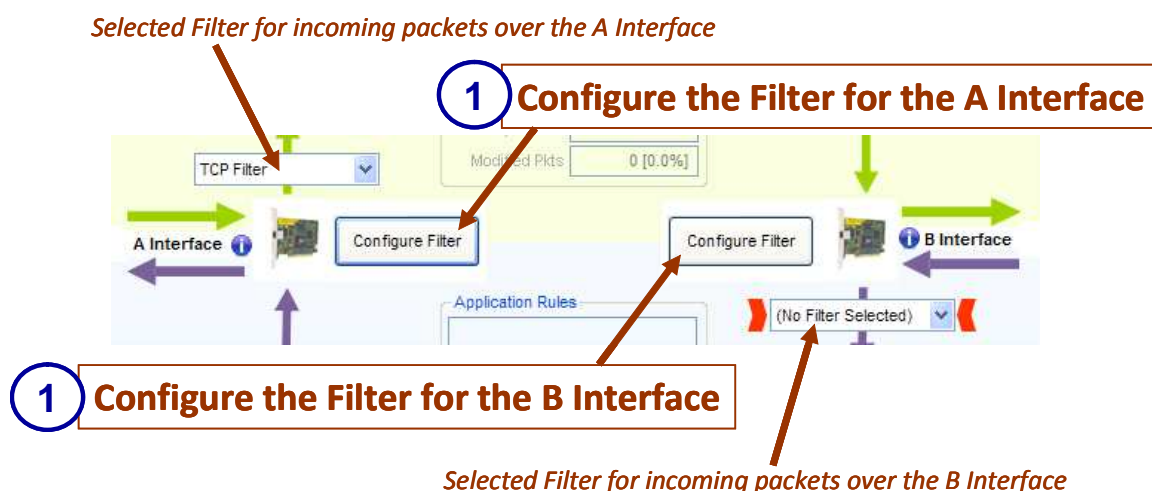 Selected Filter for incoming packets over the A Interface
1 Configure the Filter for the A Interface
Modified Pkts 0 [0.0%]
TCP Filter
A Interface
Configure Filter
Configure Filter
B Interface
Application Rules
(No Filter Selected)
1 Configure the Filter for the B Interface
Selected Filter for incoming packets over the B Interface